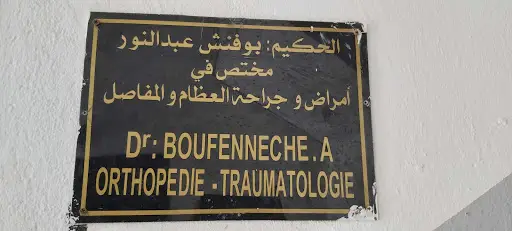 الحكيم: بوفنش عبدالنور
مختص في
أمراض و جراحة العظام و المفاصل
Dr: BOUFENNECHE.A
ORTHOPEDIE - TRAUMATOLOGIE